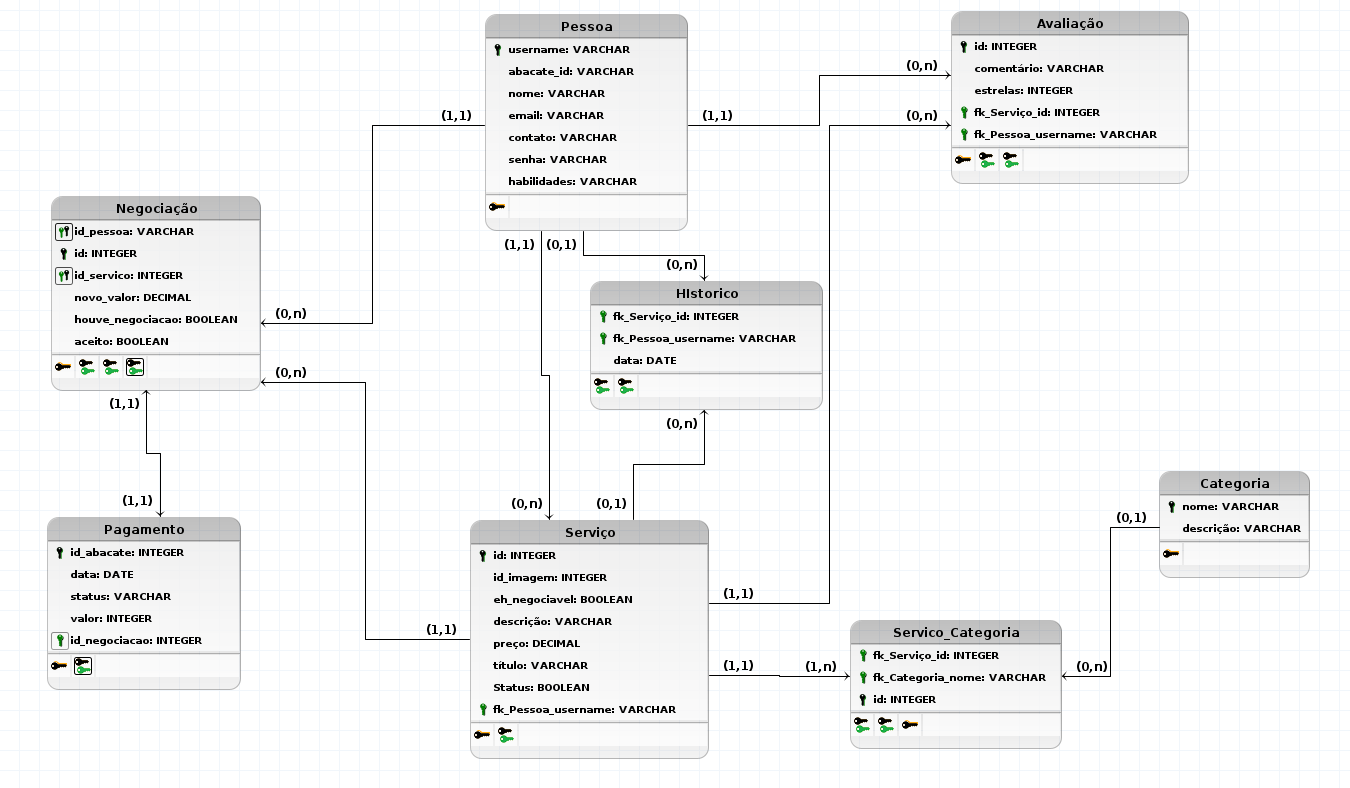 Pessoa
username: VARCHAR
abacate_id: VARCHAR
nome: VARCHAR
email: VARCHAR
contato: VARCHAR
senha: VARCHAR
habilidades: VARCHAR
Avaliação
id: INTEGER
comentário: VARCHAR
estrelas: INTEGER
fk_Serviço_id: INTEGER
fk_Pessoa_username: VARCHAR
(1,1)
(1,1)
(0,n)
(0,n)
Negociação
id_pessoa: VARCHAR
id: INTEGER
id_servico: INTEGER
novo_valor: DECIMAL
houve_negociacao: BOOLEAN
aceito: BOOLEAN
(0,n)
(0,n)
(1,1)
(1,1)
(0,1)
(0,n)
HIstorico
fk_Serviço_id: INTEGER
fk_Pessoa_username: VARCHAR
data: DATE
(0,n)
(1,1)
Pagamento
id_abacate: INTEGER
data: DATE
status: VARCHAR
valor: INTEGER
id_negociacao: INTEGER
(0,n)
(0,1)
(1,1)
Serviço
id: INTEGER
id_imagem: INTEGER
eh_negociavel: BOOLEAN
descrição: VARCHAR
preço: DECIMAL
título: VARCHAR
Status: BOOLEAN
fk_Pessoa_username: VARCHAR
(1,1)
(1,1)
(1,n)
Servico_Categoria
fk_Serviço_id: INTEGER
fk_Categoria_nome: VARCHAR
id: INTEGER
(0,n)
(0,1)
Categoria
nome: VARCHAR
descrição: VARCHAR